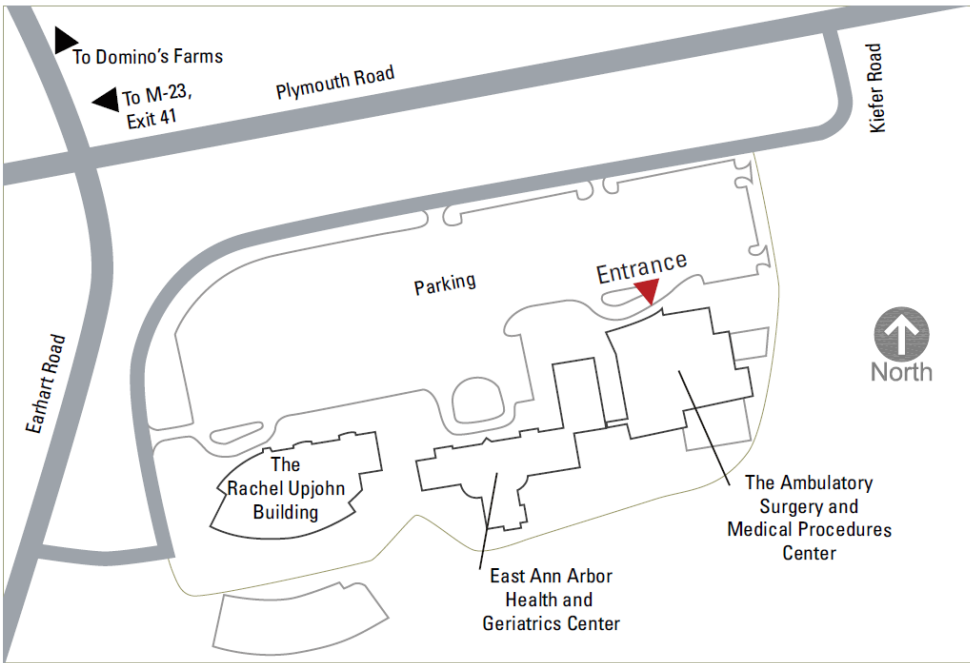 To Domino's Farms
To M-23,
Exit 41
Plymouth Road
Kiefer Road
Entrance
Parking
North
Earhart Road
The
Rachel Upjohn
Building
The Ambulatory
Surgery and
Medical Procedures
Center
East Ann Arbor
Health and
Geriatrics Center